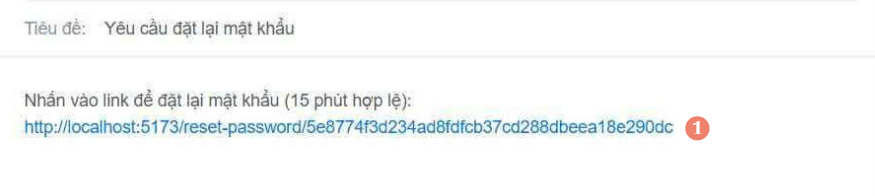 Tiêu đề: Yêu cầu đặt lại mật khẩu
Nhấn vào link để đặt lại mật khẩu (15 phút hợp lệ):
http://localhost:5173/reset-password/5e8774f3d234ad8fdfcb37cd288dbeea18e290dc 1